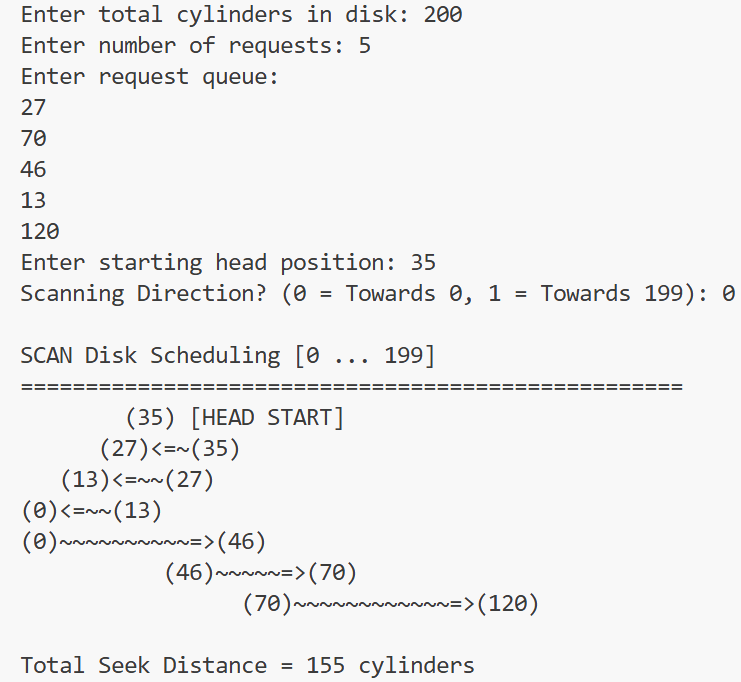 Enter total cylinders in disk: 200
Enter number of requests: 5
Enter request queue:
27
70
46
13
120
Enter starting head position: 35
Scanning Direction? (0 = Towards 0, 1 = Towards 199): 0

SCAN Disk Scheduling [0 ... 199]
===================================================
        (35) [HEAD START]
      (27)<=~(35)
   (13)<=~~(27)
(0)<=~~(13)
(0)~~~~~~~~~~=>(46)
           (46)~~~~~=>(70)
                 (70)~~~~~~~~~~~~=>(120)

Total Seek Distance = 155 cylinders